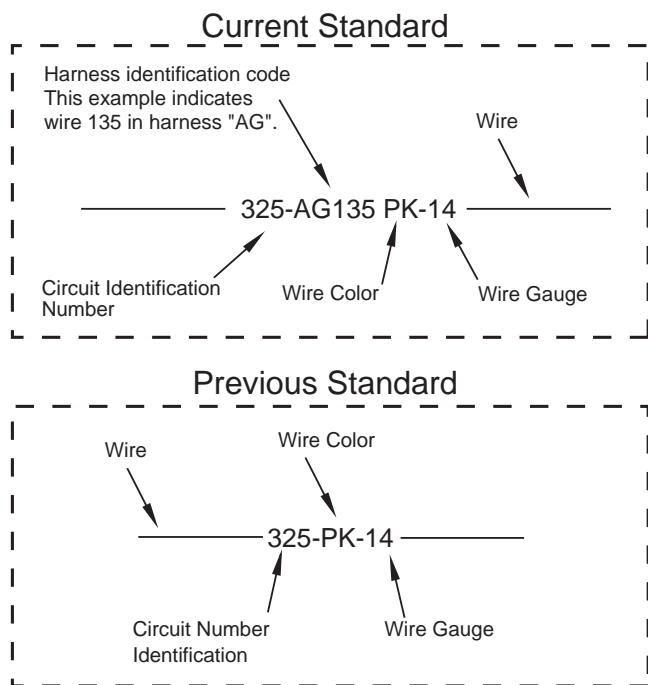 Current Standard
Harness identification code
This example indicates
wire 135 in harness "AG".
Wire
325-AG135 PK-14
Circuit Identification
Number
Wire Color
Wire Gauge
Previous Standard
Wire
Wire Color
325-PK-14
Circuit Number
Identification
Wire Gauge